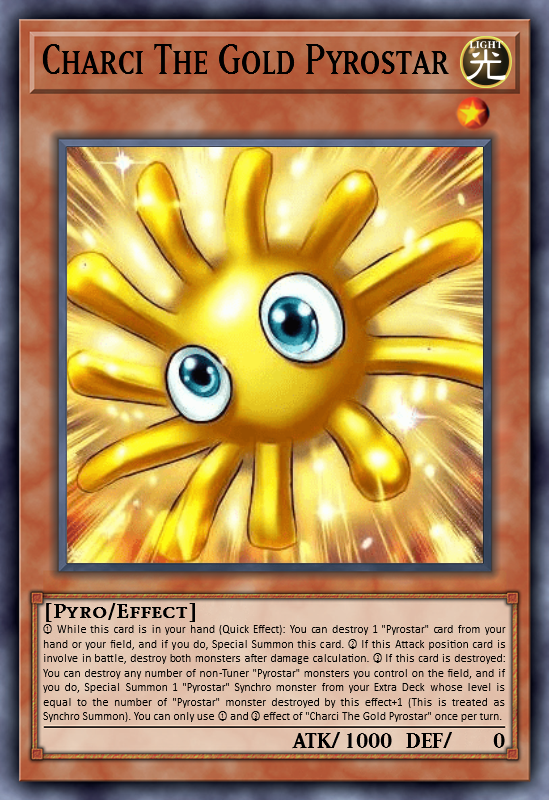 CHARCI THE GOLD PYROSTAR
LIGHT
光
[PYRO/EFFECT]
① While this card is in your hand (Quick Effect): You can destroy 1 "Pyrostar" card from your
hand or your field, and if you do, Special Summon this card. ② If this Attack position card is
involve in battle, destroy both monsters after damage calculation. ③ If this card is destroyed:
You can destroy any number of non-Tuner "Pyrostar" monsters you control on the field, and if
you do, Special Summon 1 "Pyrostar" Synchro monster from your Extra Deck whose level is
equal to the number of "Pyrostar" monster destroyed by this effect+1 (This is treated as
Synchro Summon). You can only use ① and ③ effect of "Charci The Gold Pyrostar" once per turn.
ATK/ 1000 DEF/ 0